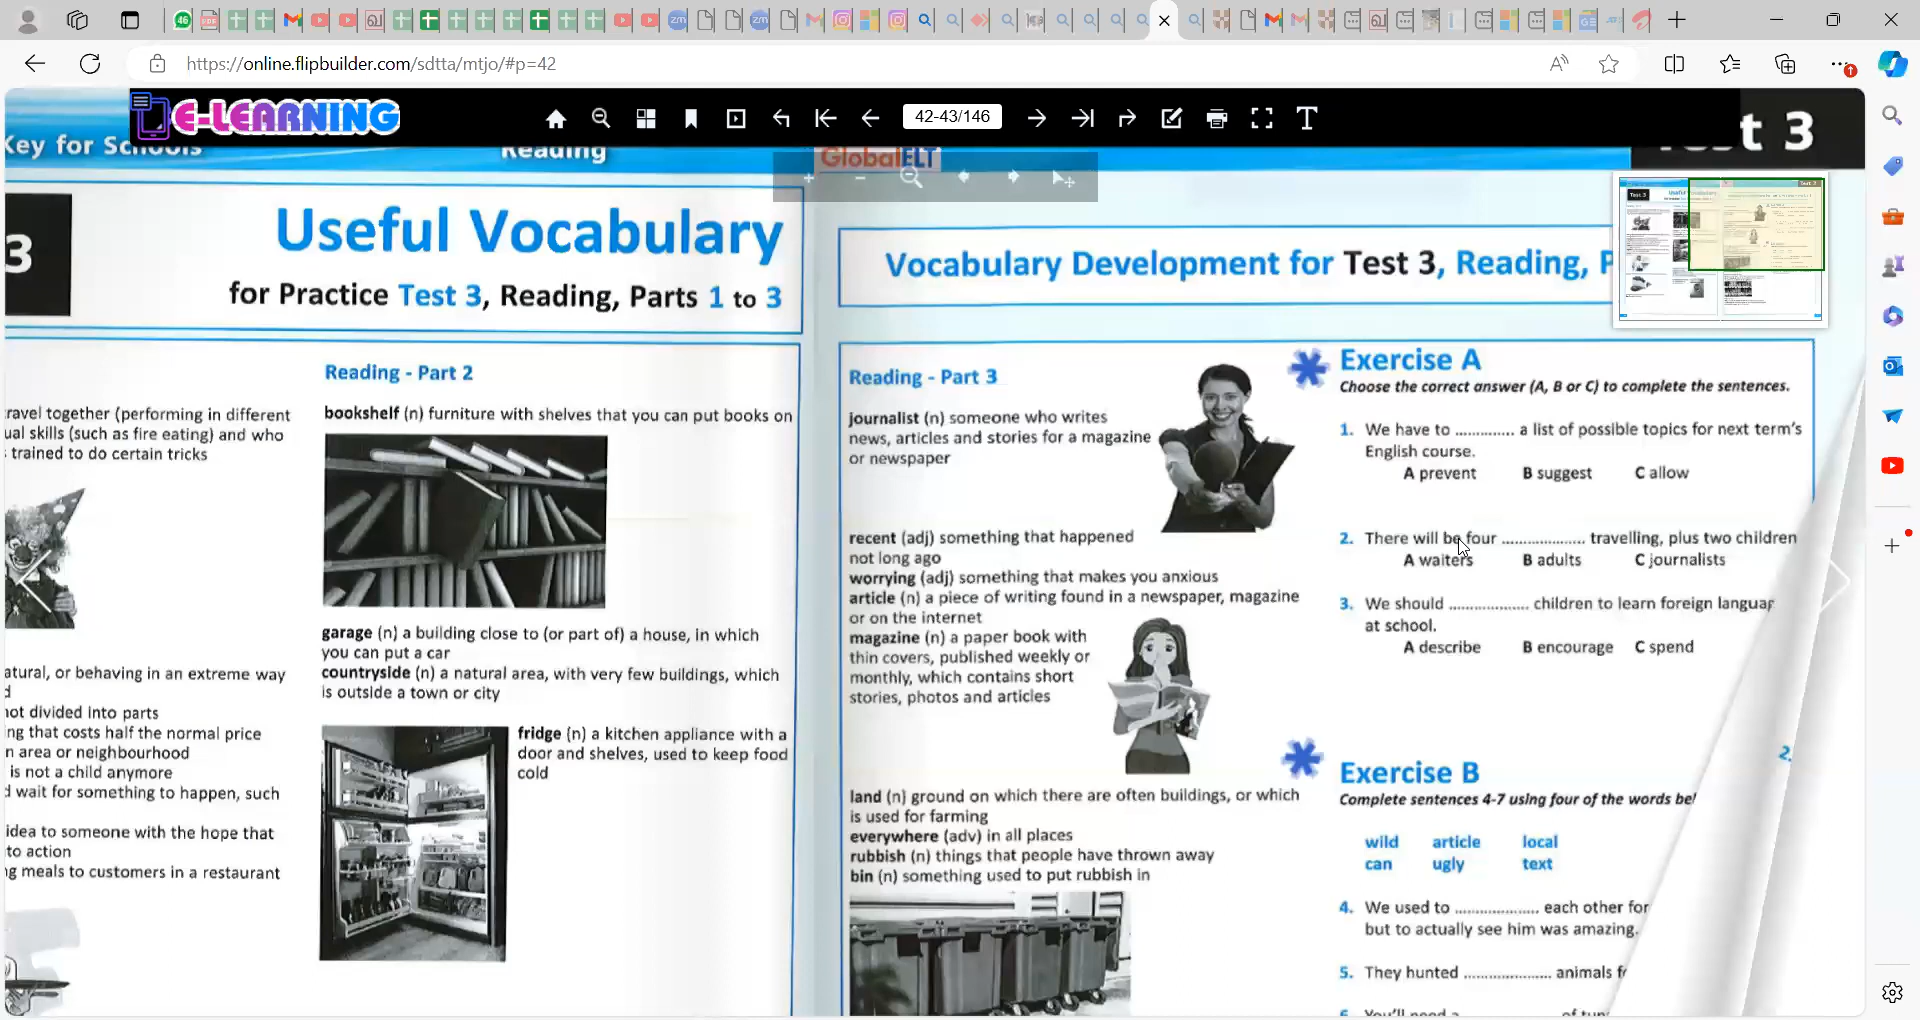 46
https://online.flipbuilder.com/sdtta/mtjo/#p=42
E-LEARNING
42-43/146
T
Key for Schools
Reading
GlobalELT
t 3
3
Useful Vocabulary
for Practice Test 3, Reading, Parts 1 to 3
ravel together (performing in different
ual skills (such as fire eating) and who
trained to do certain tricks
atural, or behaving in an extreme way
not divided into parts
ing that costs half the normal price
n area or neighbourhood
is not a child anymore
d wait for something to happen, such
idea to someone with the hope that
to action
g meals to customers in a restaurant
Reading - Part 2
bookshelf (n) furniture with shelves that you can put books on
garage (n) a building close to (or part of) a house, in which
you can put a car
countryside (n) a natural area, with very few buildings, which
is outside a town or city
fridge (n) a kitchen appliance with a
door and shelves, used to keep food
cold
Vocabulary Development for Test 3, Reading, P
Reading - Part 3
journalist (n) someone who writes
news, articles and stories for a magazine
or newspaper
recent (adj) something that happened
not long ago
worrying (adj) something that makes you anxious
article (n) a piece of writing found in a newspaper, magazine
or on the internet
magazine (n) a paper book with
thin covers, published weekly or
monthly, which contains short
stories, photos and articles
land (n) ground on which there are often buildings, or which
is used for farming
everywhere (adv) in all places
rubbish (n) things that people have thrown away
bin (n) something used to put rubbish in
Exercise A
Choose the correct answer (A, B or C) to complete the sentences.
1. We have to .............. a list of possible topics for next term's
English course.
A prevent B suggest C allow
2. There will be four ................... travelling, plus two children
A waiters B adults C journalists
3. We should .................. children to learn foreign languag
at school.
A describe B encourage C spend
Exercise B
Complete sentences 4-7 using four of the words be
wild article local
can ugly text
4. We used to ................... each other for
but to actually see him was amazing.
5. They hunted .................... animals f
2.